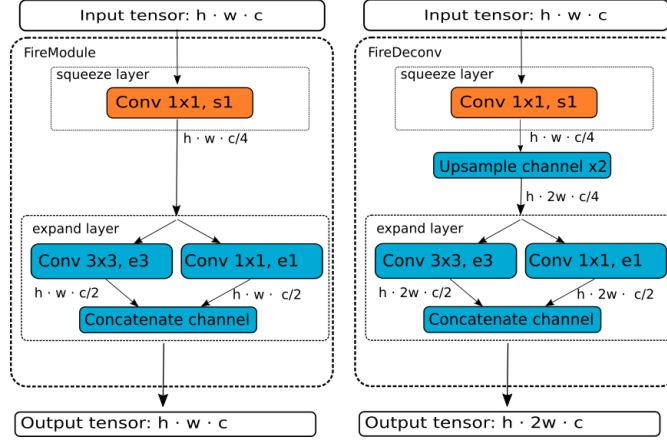 Input tensor: h · w · c
FireModule
squeeze layer
Conv 1x1, s1
h · w · c/4
expand layer
Conv 3x3, e3
Conv 1x1, e1
h · w · c/2
h · w · c/2
Concatenate channel
Output tensor: h · w · c
Input tensor: h · w · c
FireDeconv
squeeze layer
Conv 1x1, s1
h · w · c/4
Upsample channel x2
h · 2w · c/4
expand layer
Conv 3x3, e3
Conv 1x1, e1
h · 2w · c/2
h · 2w · c/2
Concatenate channel
Output tensor: h · 2w · c